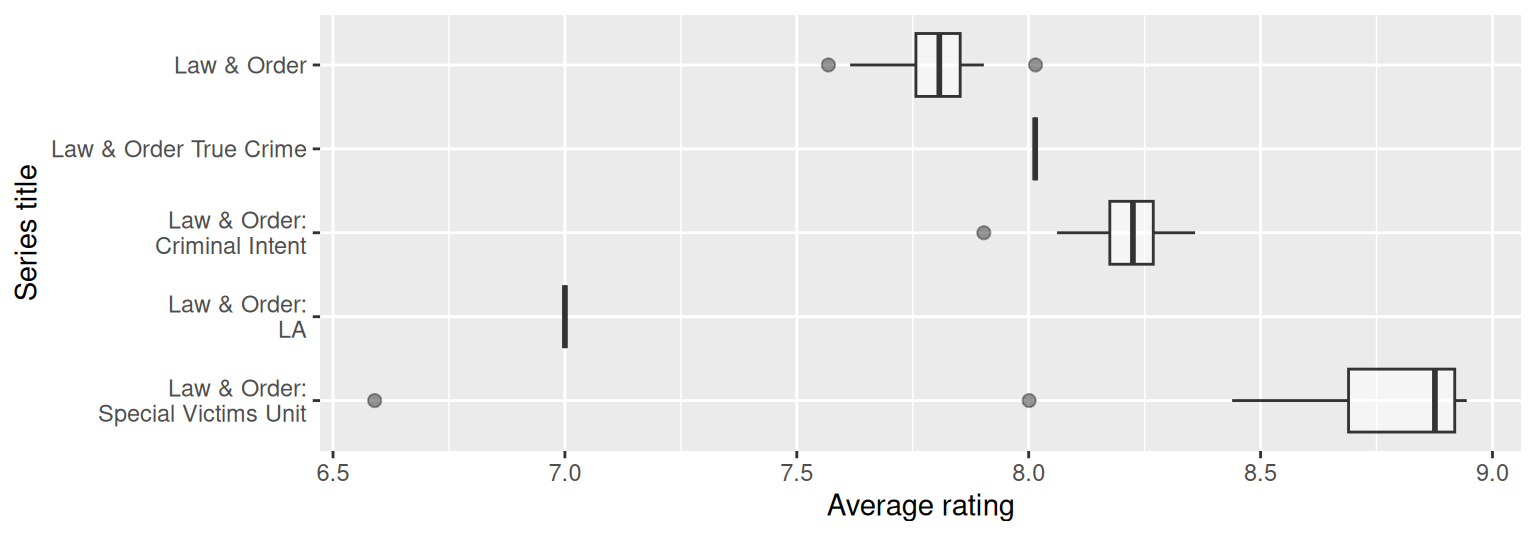 Series title
Law & Order
Law & Order True Crime
Law & Order:
Criminal Intent
Law & Order:
LA
Law & Order:
Special Victims Unit
6.5 7.0 7.5 8.0 8.5 9.0
Average rating